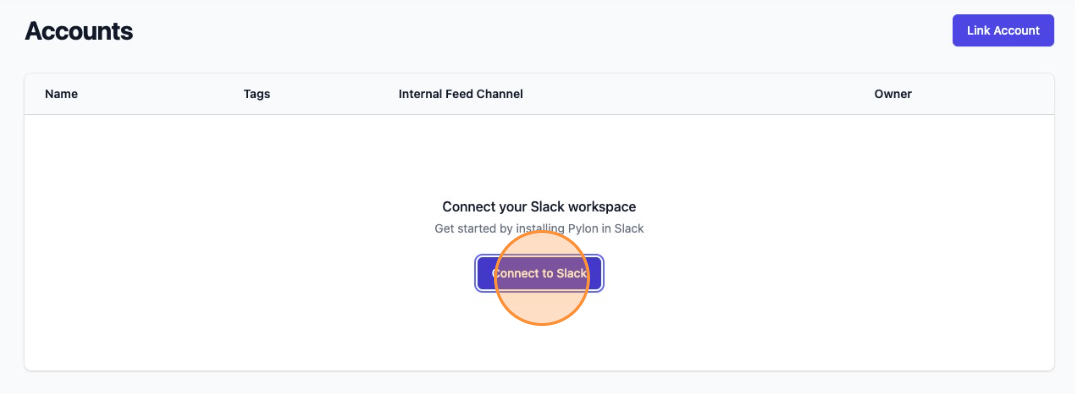 Accounts
Link Account
Name Tags Internal Feed Channel Owner
Connect your Slack workspace
Get started by installing Pylon in Slack
Connect to Slack